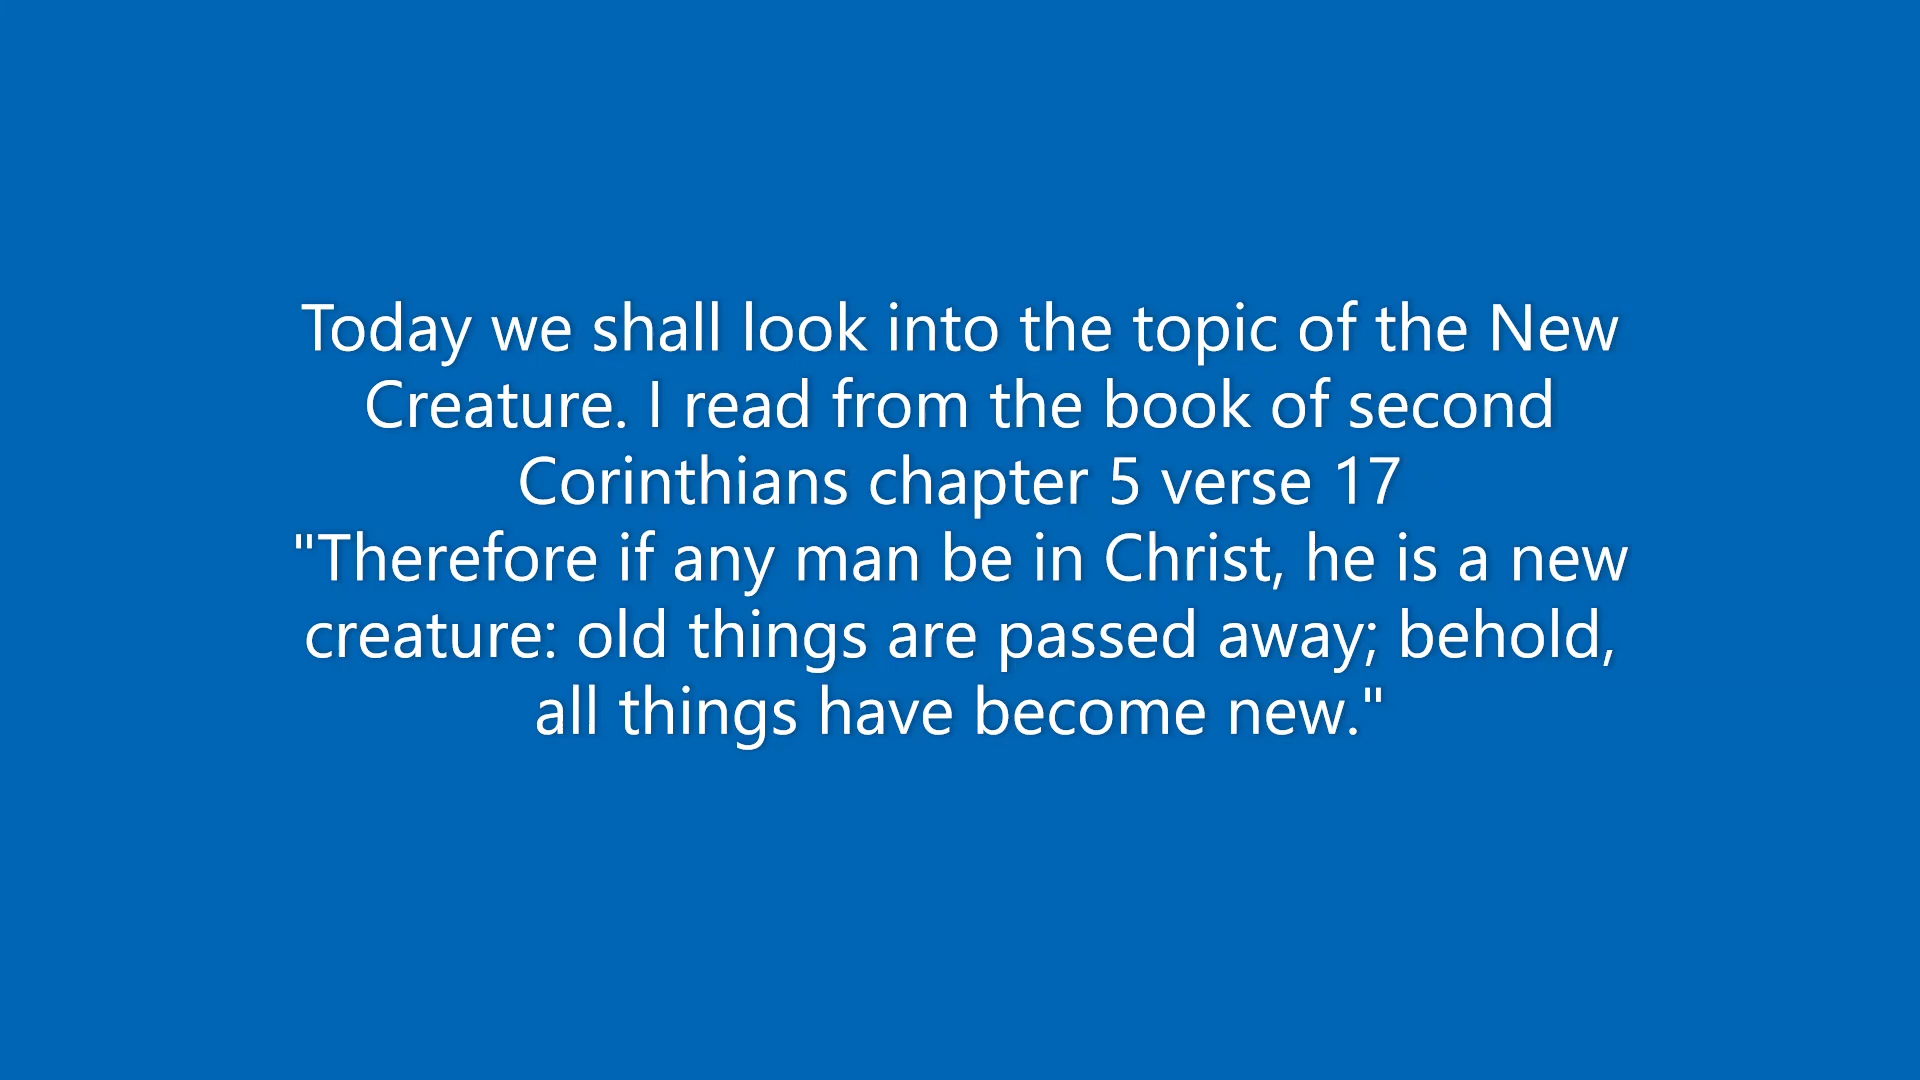 Today we shall look into the topic of the New
Creature. I read from the book of second
Corinthians chapter 5 verse 17
"Therefore if any man be in Christ, he is a new
creature: old things are passed away; behold,
all things have become new."